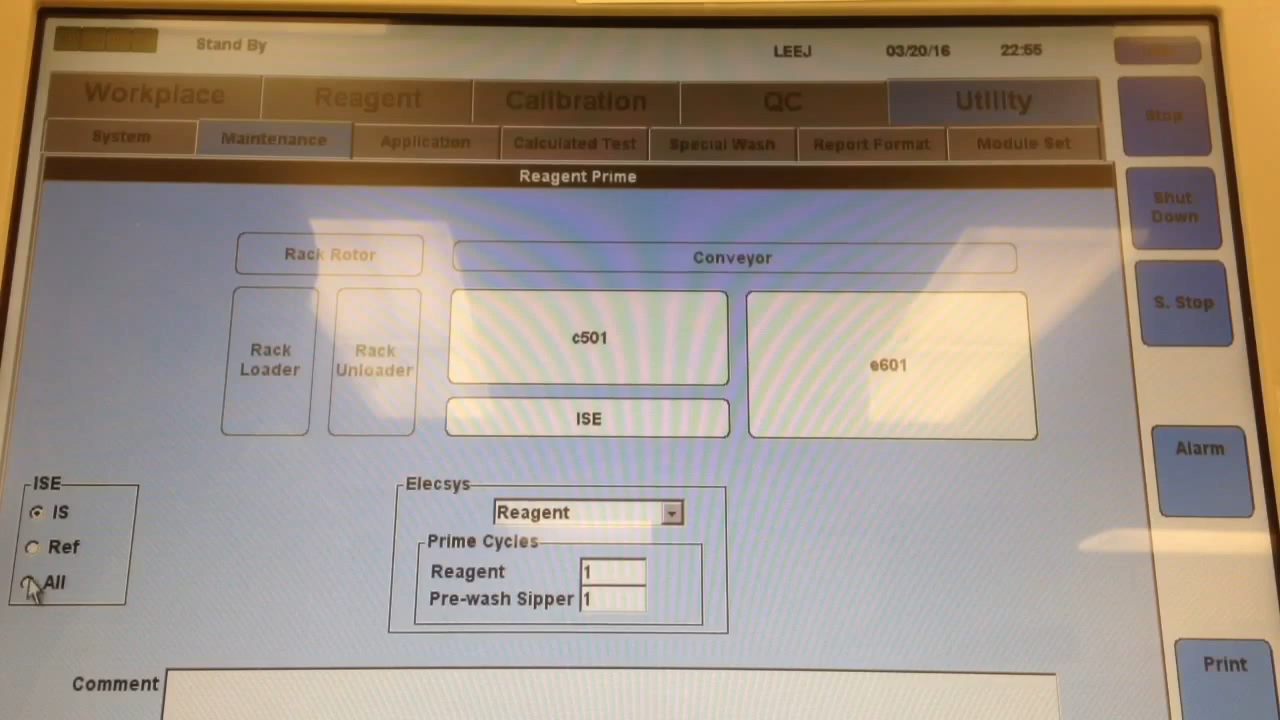 Stand By LEEJ 03/20/16 22:55
Workplace Reagent Calibration QC Utility
Stop
System Maintenance Application Calculated Test Special Wash Report Format Module Set
Reagent Prime
Shut
Down
Rack Rotor Conveyor
S. Stop
c501
e601
Rack
Loader
Rack
Unloader
ISE
Alarm
ISE
IS
Ref
All
Elecsys
Reagent
Prime Cycles
Reagent 1
Pre-wash Sipper 1
Print
Comment